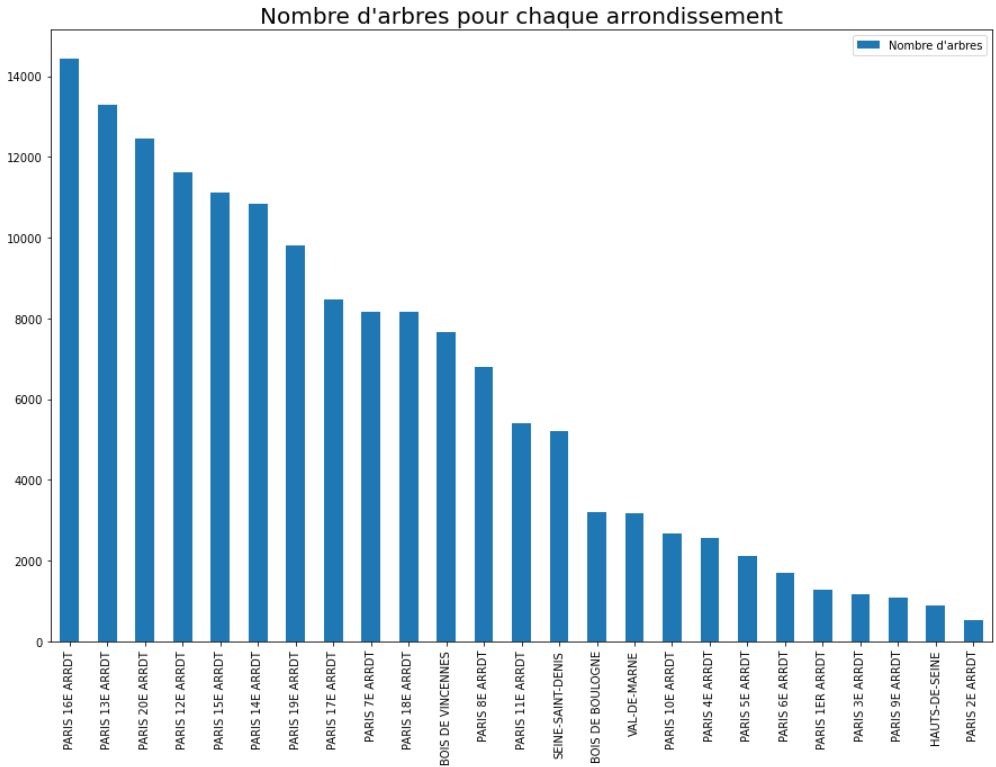 Nombre d'arbres pour chaque arrondissement
Nombre d'arbres
14000
12000
10000
8000
6000
4000
2000
0
PARIS 16E ARRDT
PARIS 13E ARRDT
PARIS 20E ARRDT
PARIS 12E ARRDT
PARIS 15E ARRDT
PARIS 14E ARRDT
PARIS 19E ARRDT
PARIS 17E ARRDT
PARIS 7E ARRDT
PARIS 18E ARRDT
BOIS DE VINCENNES
PARIS 8E ARRDT
PARIS 11E ARRDT
SEINE-SAINT-DENIS
BOIS DE BOULOGNE
VAL-DE-MARNE
PARIS 10E ARRDT
PARIS 4E ARRDT
PARIS 5E ARRDT
PARIS 6E ARRDT
PARIS 1ER ARRDT
PARIS 3E ARRDT
PARIS 9E ARRDT
HAUTS-DE-SEINE
PARIS 2E ARRDT